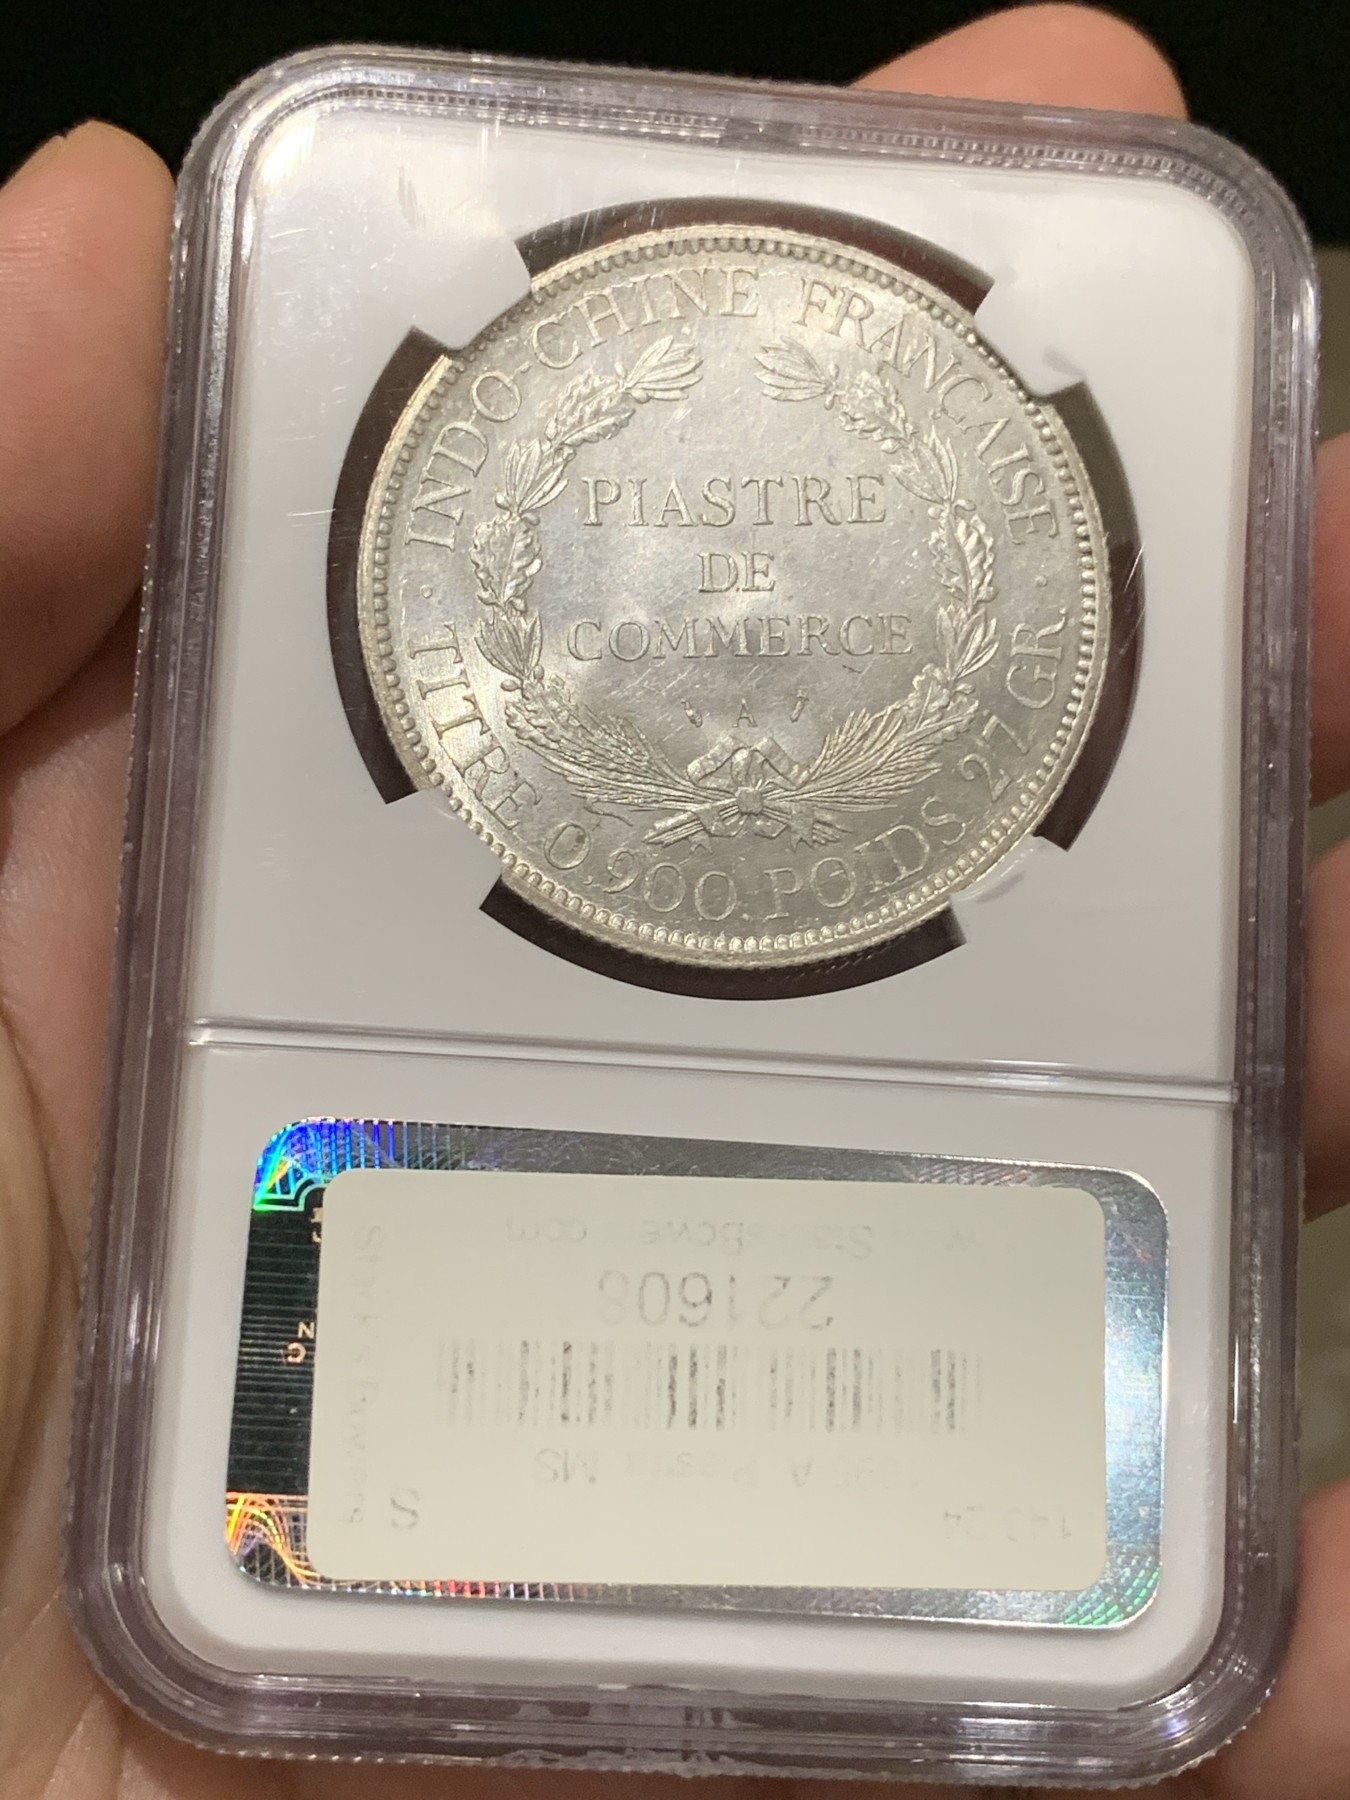 INDO-CHINE FRANÇAISE
PIASTRE
DE
COMMERCE
A
TITRE 0,900. POIDS 27 GR.
221608